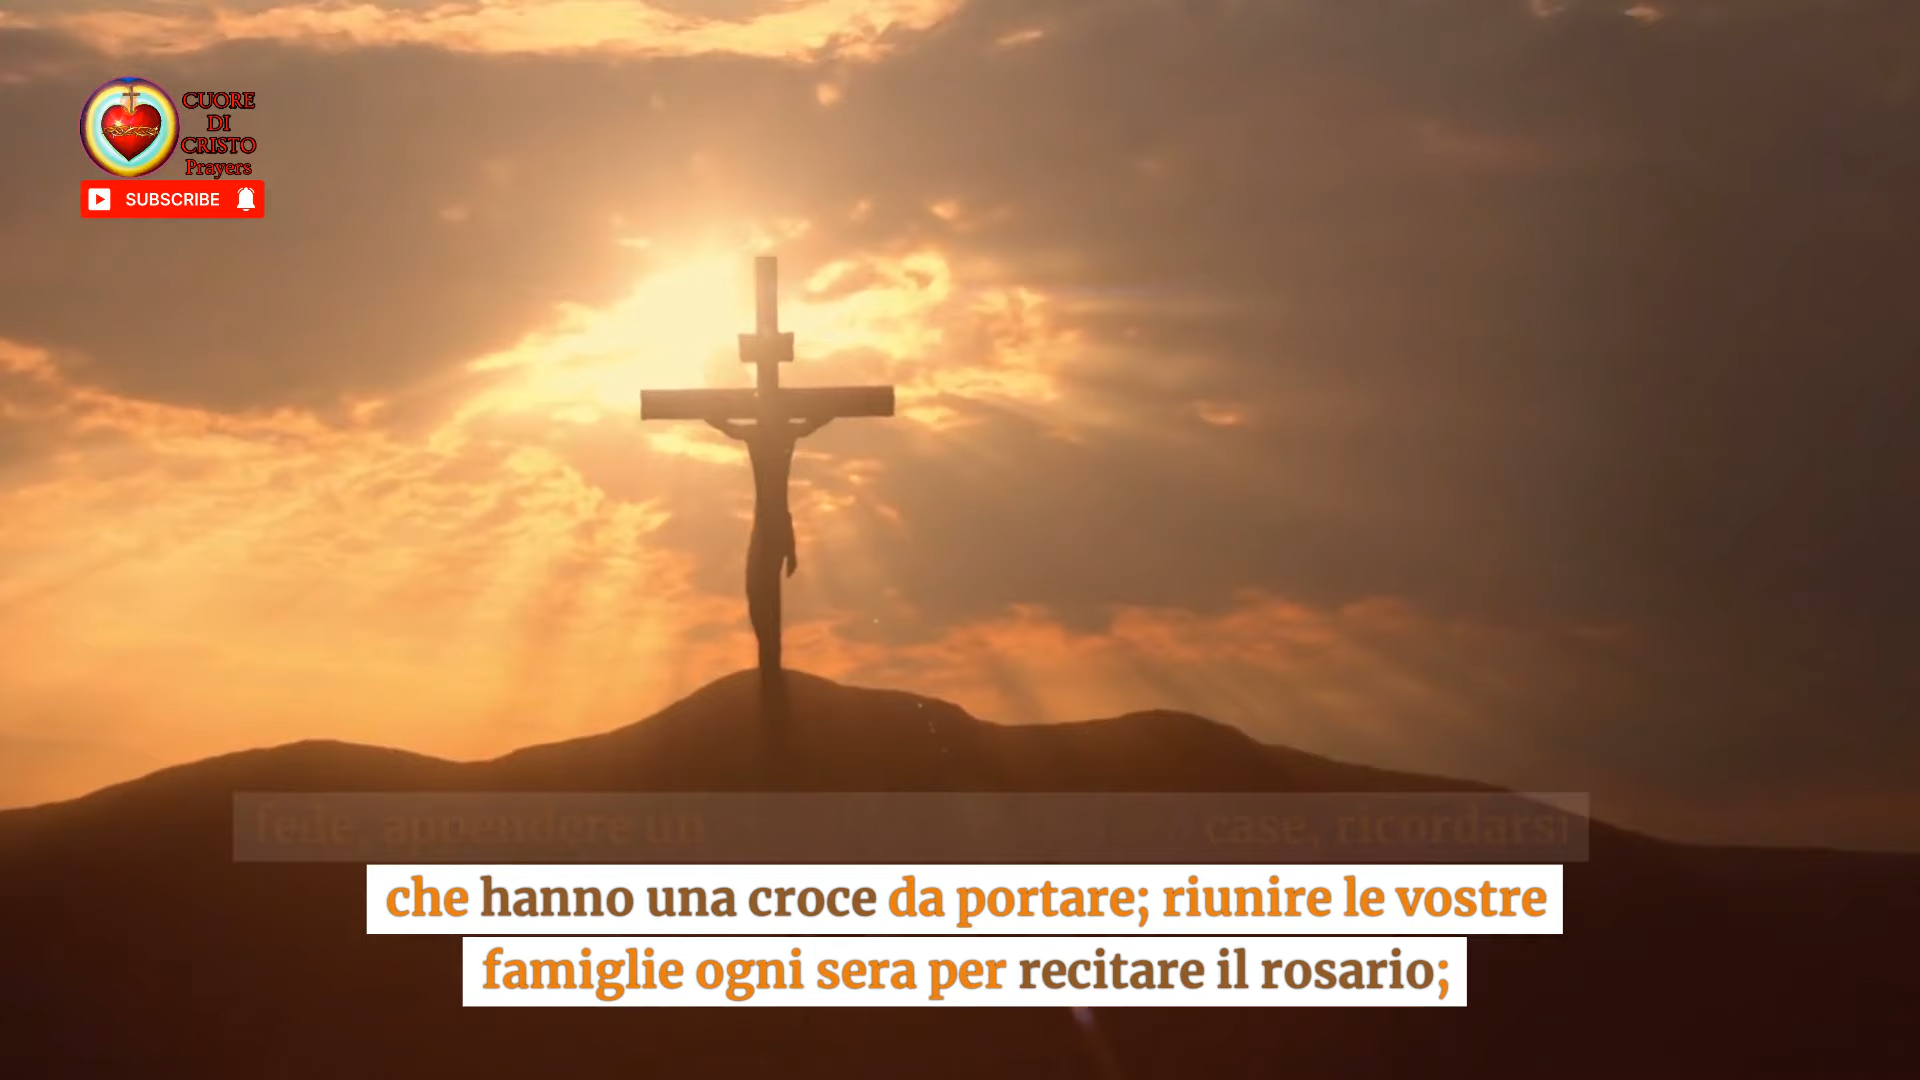 CUORE
DI
CRISTO
Prayers
SUBSCRIBE
fede, appendere un case, ricordarsi
che hanno una croce da portare; riunire le vostre
famiglie ogni sera per recitare il rosario;